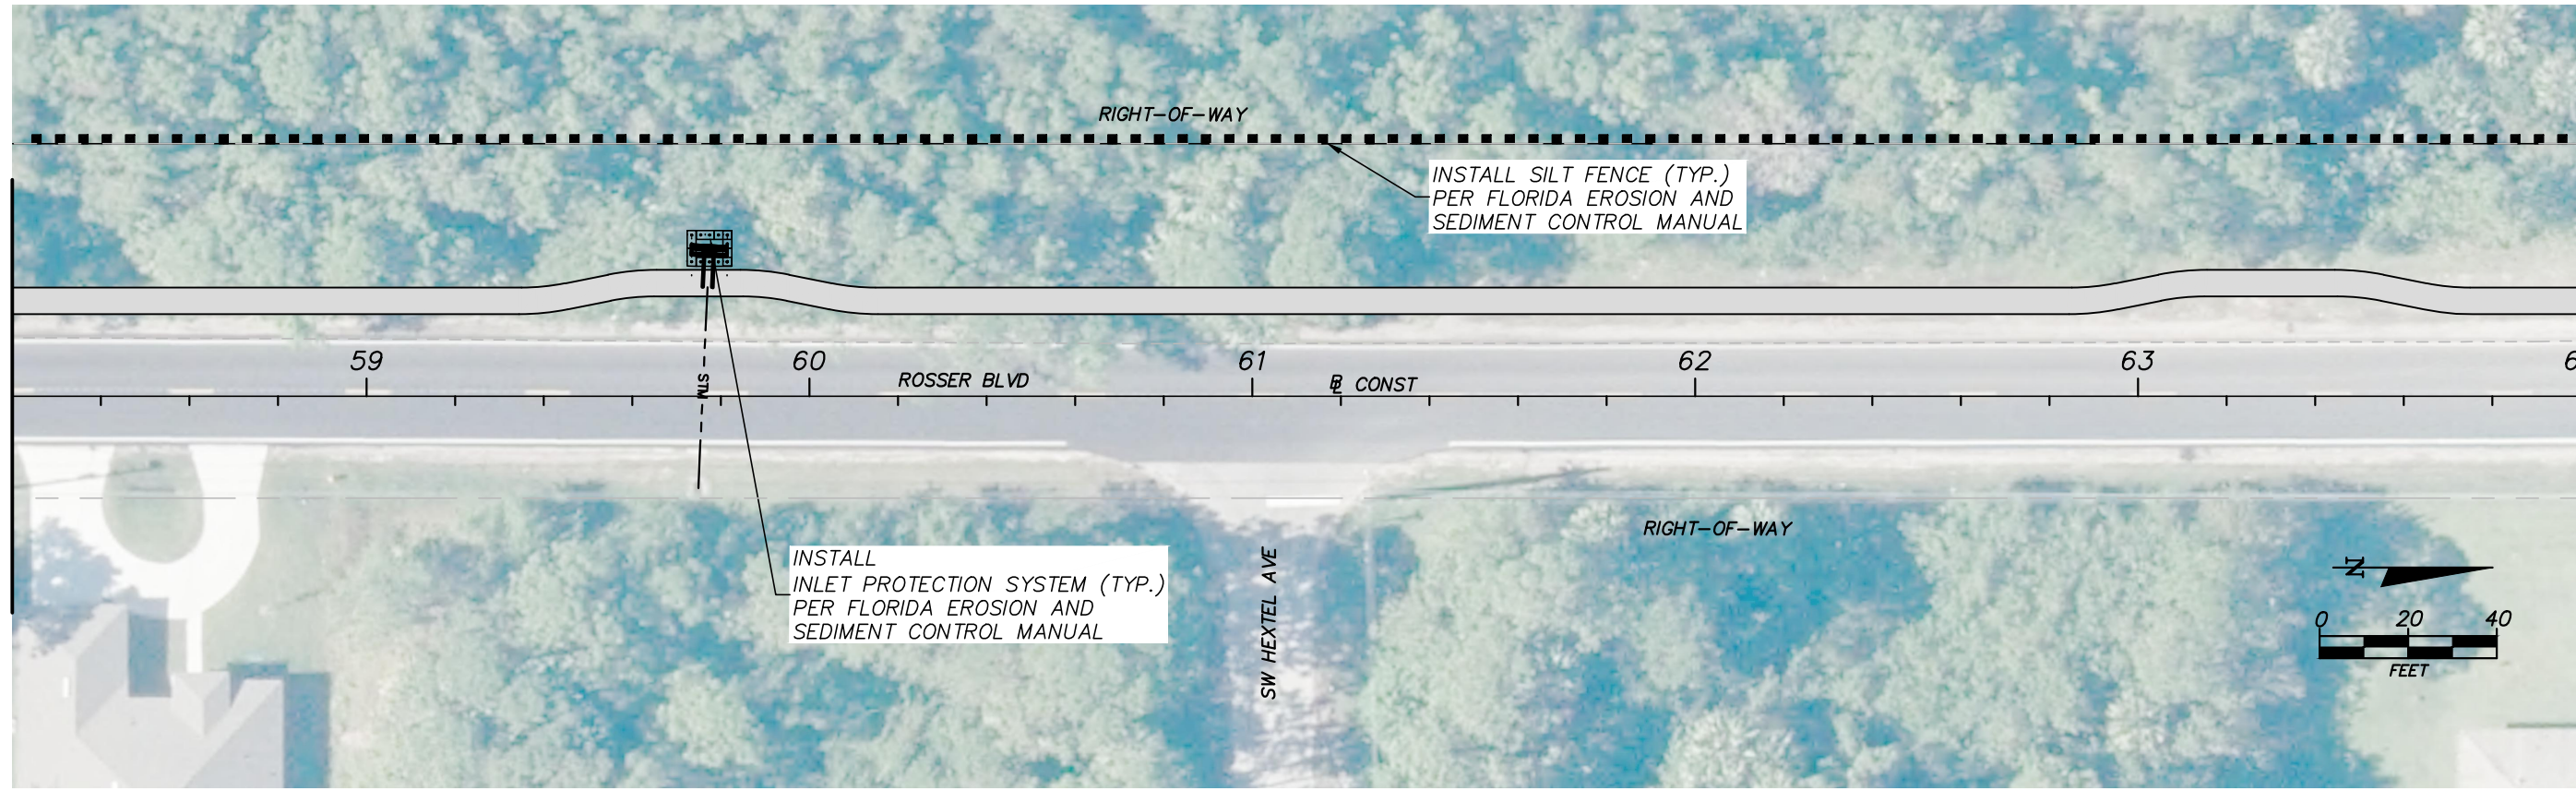 RIGHT-OF-WAY
INSTALL SILT FENCE (TYP.)
PER FLORIDA EROSION AND
SEDIMENT CONTROL MANUAL
59
60
61
62
63
6
STM
ROSSER BLVD
BL CONST
RIGHT-OF-WAY
INSTALL
INLET PROTECTION SYSTEM (TYP.)
PER FLORIDA EROSION AND
SEDIMENT CONTROL MANUAL
SW HEXTEL AVE
N
0 20 40
FEET